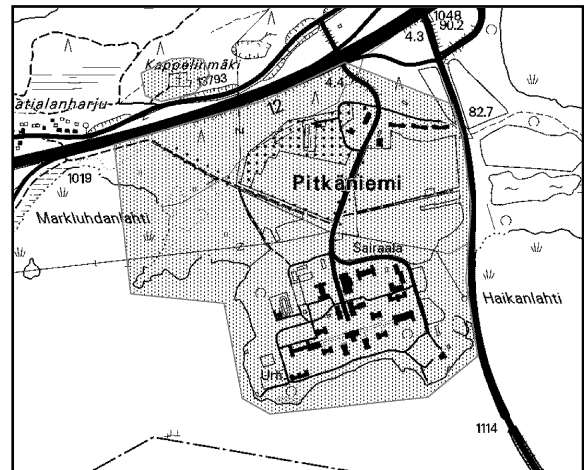 1048
90.2
4.3
Kappelinmäki
13793
atialanharju
12
4.4
82.7
1019
Pitkäniemi
Markluhdanlahti
Sairaala
Haikanlahti
Urh.
1114